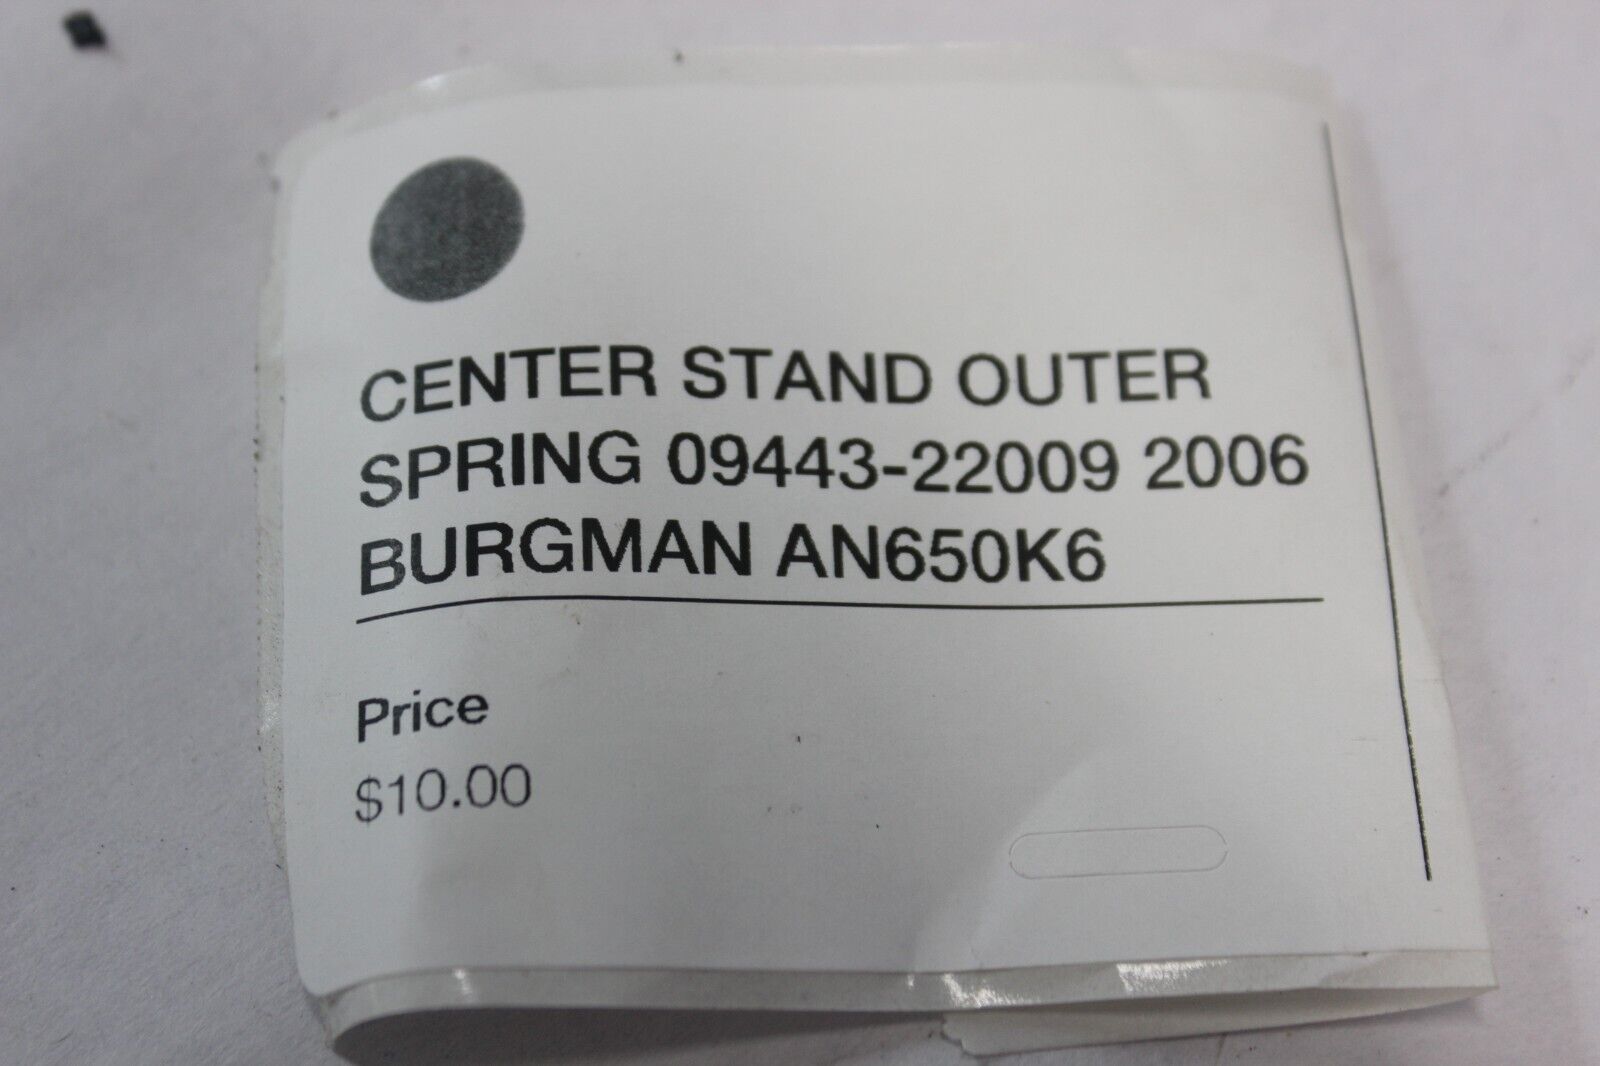 CENTER STAND OUTER
SPRING 09443-22009 2006
BURGMAN AN650K6
Price
$10.00